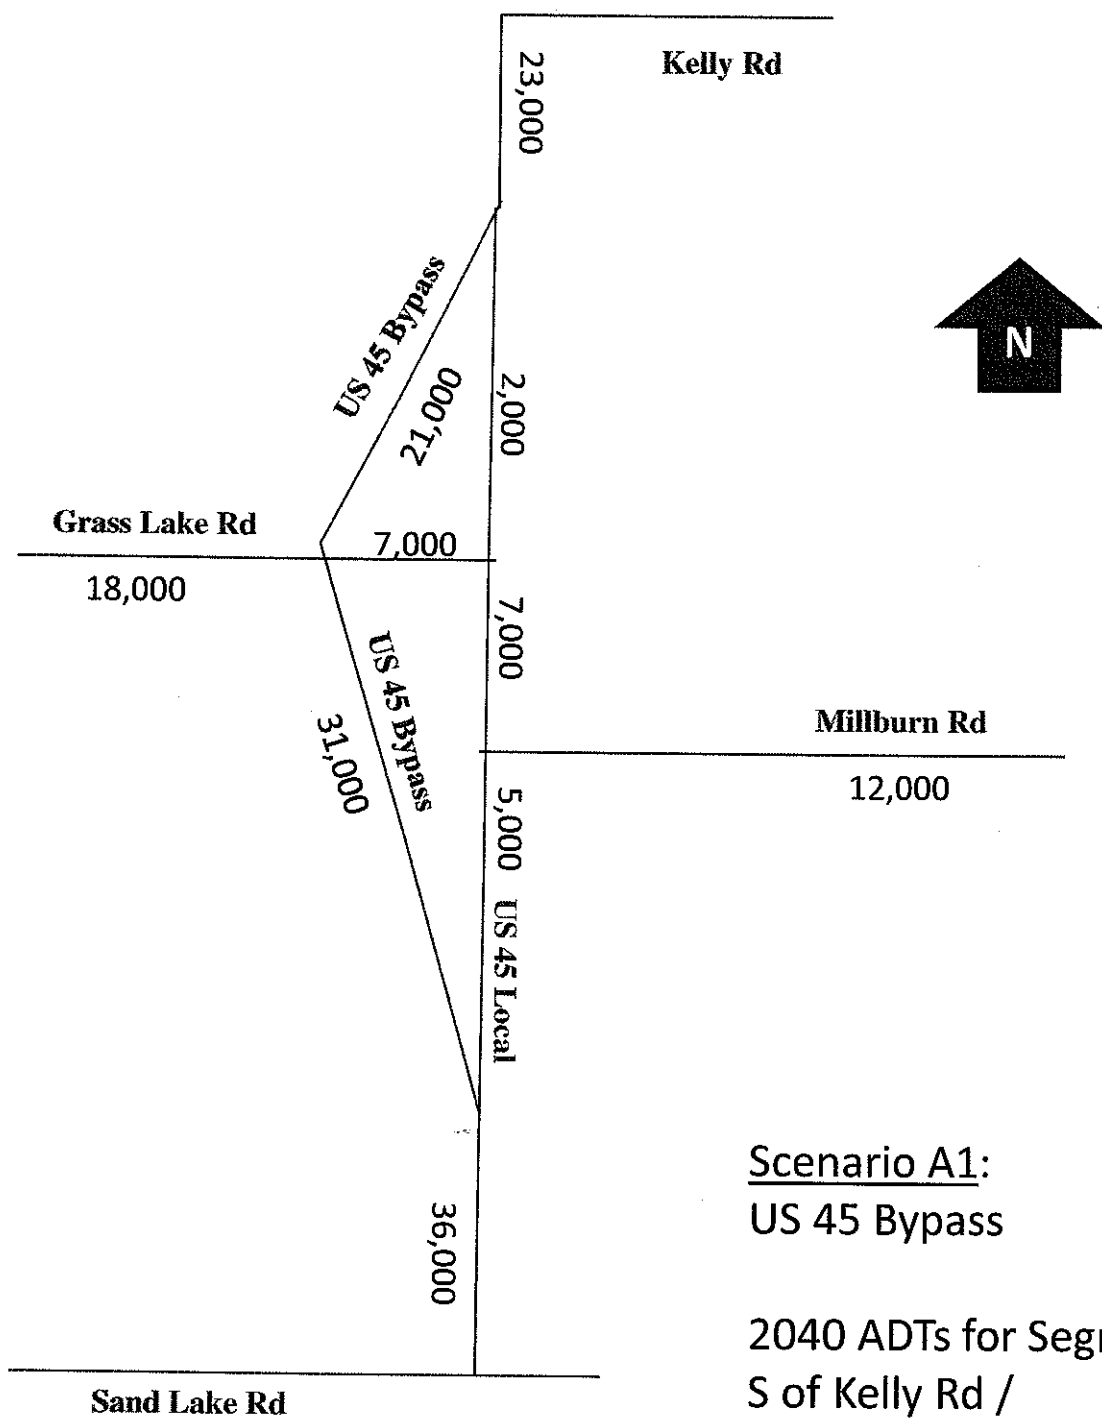 Kelly Rd
23,000
N
US 45 Bypass
21,000
2,000
Grass Lake Rd
7,000
18,000
7,000
US 45 Bypass
31,000
Millburn Rd
12,000
5,000 US 45 Local
36,000
Scenario A1:
US 45 Bypass
2040 ADTs for
S of Kelly Rd /
Sand Lake Rd